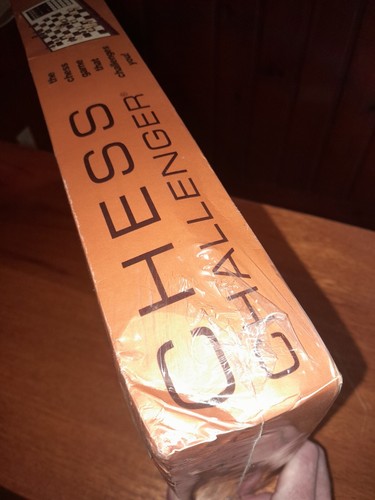 CHESS
CHALLENGER®
the
chess
game
that
challenges
you!